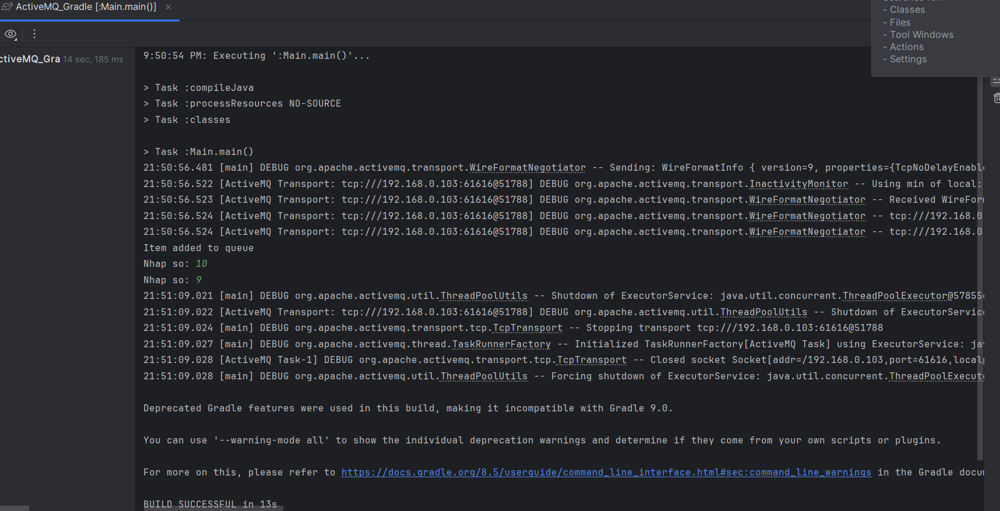 ActiveMQ_Gradle [:Main.main()]
- Classes
- Files
- Tool Windows
- Actions
- Settings
ctiveMQ_Gra 14 sec, 185 ms
9:50:54 PM: Executing ':Main.main()'...
> Task :compileJava
> Task :processResources NO-SOURCE
> Task :classes
> Task :Main.main()
21:50:56.481 [main] DEBUG org.apache.activemq.transport.WireFormatNegotiator -- Sending: WireFormatInfo { version=9, properties={TcpNoDelayEnable
21:50:56.522 [ActiveMQ Transport: tcp:///192.168.0.103:61616@51788] DEBUG org.apache.activemq.transport.InactivityMonitor -- Using min of local:
21:50:56.523 [ActiveMQ Transport: tcp:///192.168.0.103:61616@51788] DEBUG org.apache.activemq.transport.WireFormatNegotiator -- Received WireForm
21:50:56.524 [ActiveMQ Transport: tcp:///192.168.0.103:61616@51788] DEBUG org.apache.activemq.transport.WireFormatNegotiator -- tcp:///192.168.0
21:50:56.524 [ActiveMQ Transport: tcp:///192.168.0.103:61616@51788] DEBUG org.apache.activemq.transport.WireFormatNegotiator -- tcp:///192.168.0
Item added to queue
Nhap so: 10
Nhap so: 9
21:51:09.021 [main] DEBUG org.apache.activemq.util.ThreadPoolUtils -- Shutdown of ExecutorService: java.util.concurrent.ThreadPoolExecutor@57855
21:51:09.022 [ActiveMQ Transport: tcp:///192.168.0.103:61616@51788] DEBUG org.apache.activemq.util.ThreadPoolUtils -- Shutdown of ExecutorService
21:51:09.024 [main] DEBUG org.apache.activemq.transport.tcp.TcpTransport -- Stopping transport tcp:///192.168.0.103:61616@51788
21:51:09.027 [main] DEBUG org.apache.activemq.thread.TaskRunnerFactory -- Initialized TaskRunnerFactory[ActiveMQ Task] using ExecutorService: jav
21:51:09.028 [ActiveMQ Task-1] DEBUG org.apache.activemq.transport.tcp.TcpTransport -- Closed socket Socket[addr=/192.168.0.103,port=61616,localp
21:51:09.028 [main] DEBUG org.apache.activemq.util.ThreadPoolUtils -- Forcing shutdown of ExecutorService: java.util.concurrent.ThreadPoolExecuto
Deprecated Gradle features were used in this build, making it incompatible with Gradle 9.0.
You can use '--warning-mode all' to show the individual deprecation warnings and determine if they come from your own scripts or plugins.
For more on this, please refer to https://docs.gradle.org/8.5/userguide/command_line_interface.html#sec:command_line_warnings in the Gradle docum
BUILD SUCCESSFUL in 13s